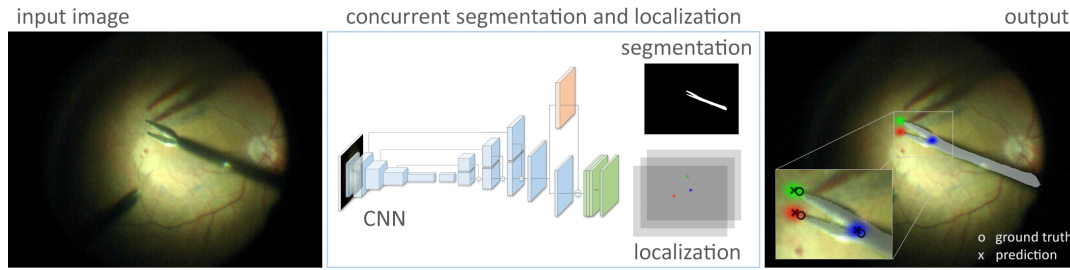 input image
concurrent segmentation and localization
output
segmentation
CNN
localization
o ground truth
x prediction